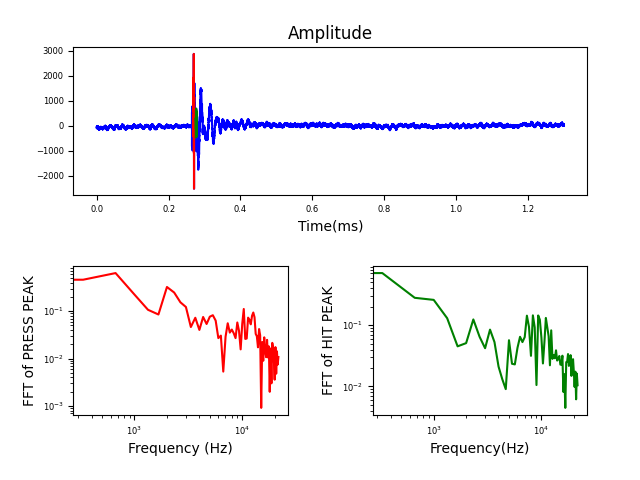 Amplitude
3000
2000
1000
0
−1000
−2000
0.0 0.2 0.4 0.6 0.8 1.0 1.2
Time(ms)
FFT of PRESS PEAK
10⁻¹
10⁻²
10⁻³
10³ 10⁴
Frequency (Hz)
FFT of HIT PEAK
10⁻¹
10⁻²
10³ 10⁴
Frequency(Hz)